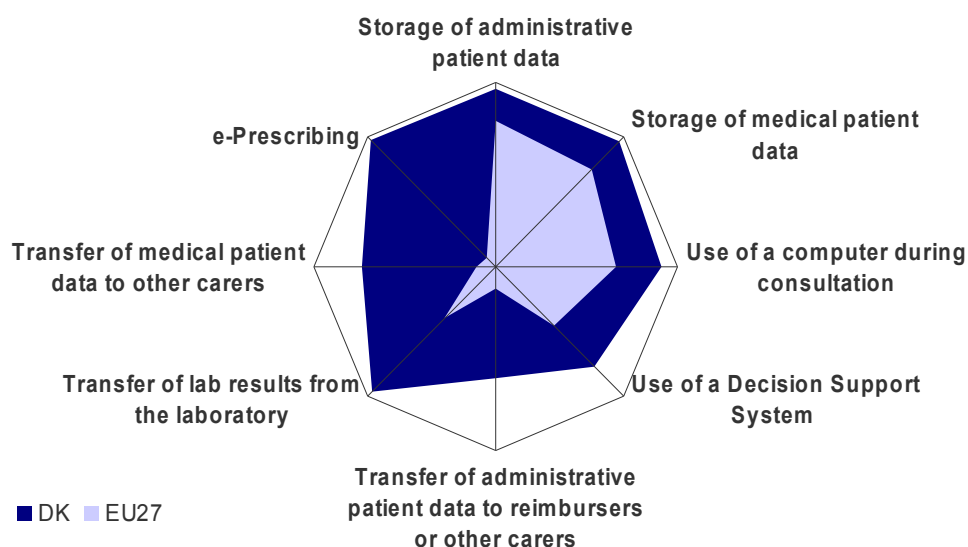 Storage of administrative
patient data
Storage of medical patient
data
Use of a computer during
consultation
Use of a Decision Support
System
Transfer of administrative
patient data to reimbursers
or other carers
Transfer of lab results from
the laboratory
Transfer of medical patient
data to other carers
e-Prescribing
DK EU27